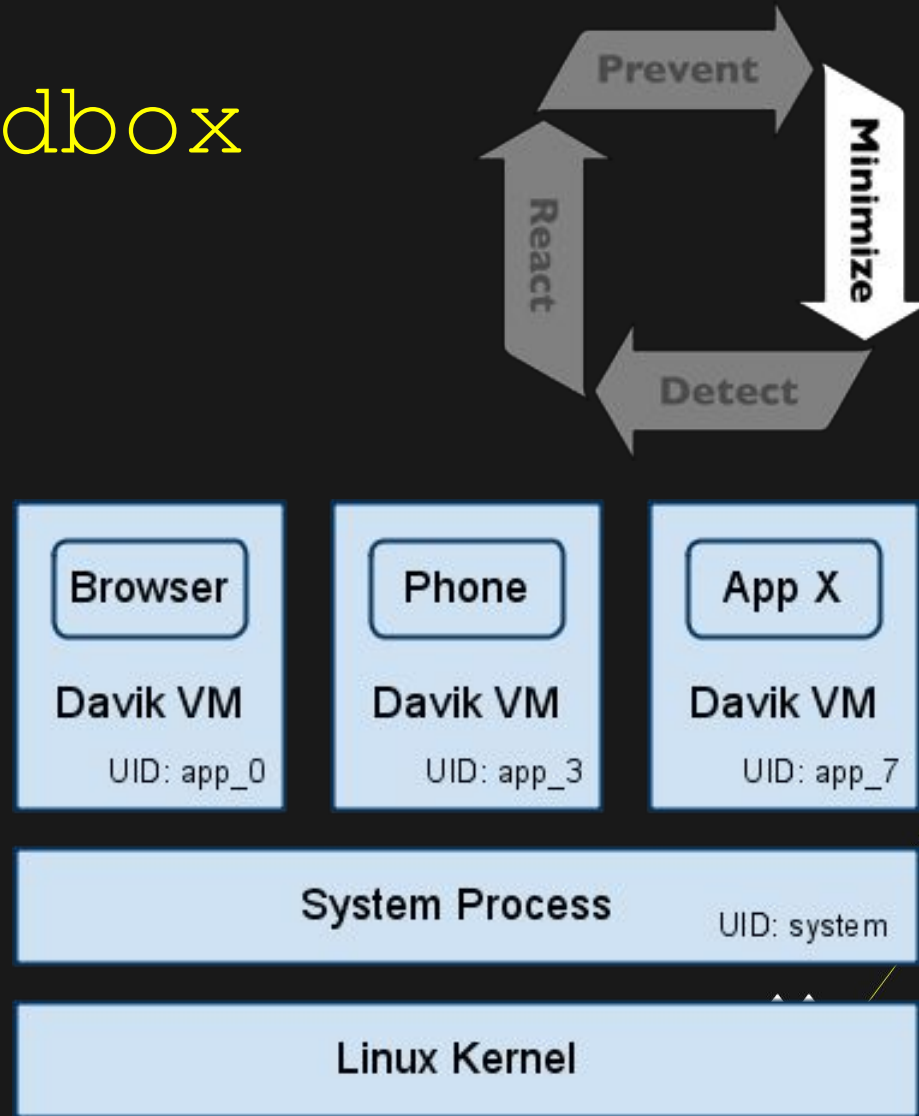 dbox
Prevent
Minimize
React
Detect
Browser Phone App X
Davik VM Davik VM Davik VM
UID: app_0 UID: app_3 UID: app_7
System Process
UID: system
Linux Kernel